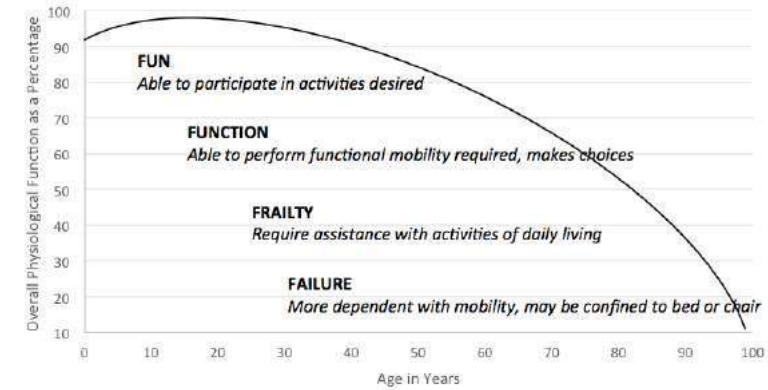 Overall Physiological Function as a Percentage
100
90
80
70
60
50
40
30
20
10
FUN
Able to participate in activities desired
FUNCTION
Able to perform functional mobility required, makes choices
FRAILTY
Require assistance with activities of daily living
FAILURE
More dependent with mobility, may be confined to bed or chair
0 10 20 30 40 50 60 70 80 90 100
Age in Years